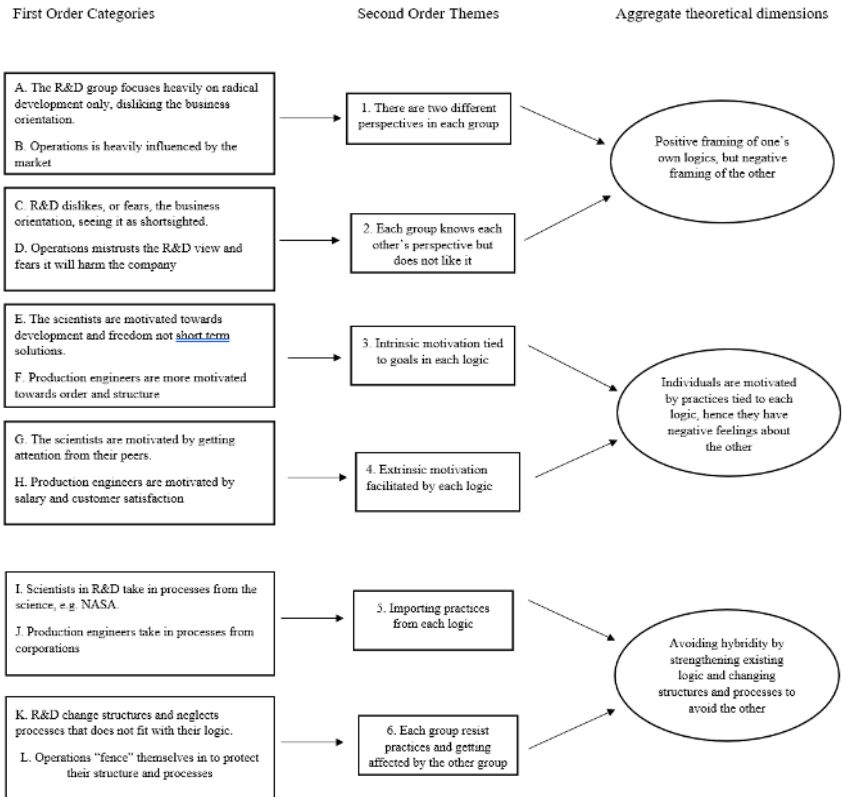 First Order Categories
Second Order Themes
Aggregate theoretical dimensions
A. The R&D group focuses heavily on radical
development only, disliking the business
orientation.
B. Operations is heavily influenced by the
market
1. There are two different
perspectives in each group
Positive framing of one's
own logics, but negative
framing of the other
C. R&D dislikes, or fears, the business
orientation, seeing it as shortsighted.
D. Operations mistrusts the R&D view and
fears it will harm the company
2. Each group knows each
other's perspective but
does not like it
E. The scientists are motivated towards
development and freedom not short term
solutions.
F. Production engineers are more motivated
towards order and structure
3. Intrinsic motivation tied
to goals in each logic
Individuals are motivated
by practices tied to each
logic, hence they have
negative feelings about
the other
G. The scientists are motivated by getting
attention from their peers.
H. Production engineers are motivated by
salary and customer satisfaction
4. Extrinsic motivation
facilitated by each logic
I. Scientists in R&D take in processes from the
science, e.g. NASA.
J. Production engineers take in processes from
corporations
5. Importing practices
from each logic
Avoiding hybridity by
strengthening existing
logic and changing
structures and processes to
avoid the other
K. R&D change structures and neglects
processes that does not fit with their logic.
L. Operations "fence" themselves in to protect
their structure and processes
6. Each group resist
practices and getting
affected by the other group